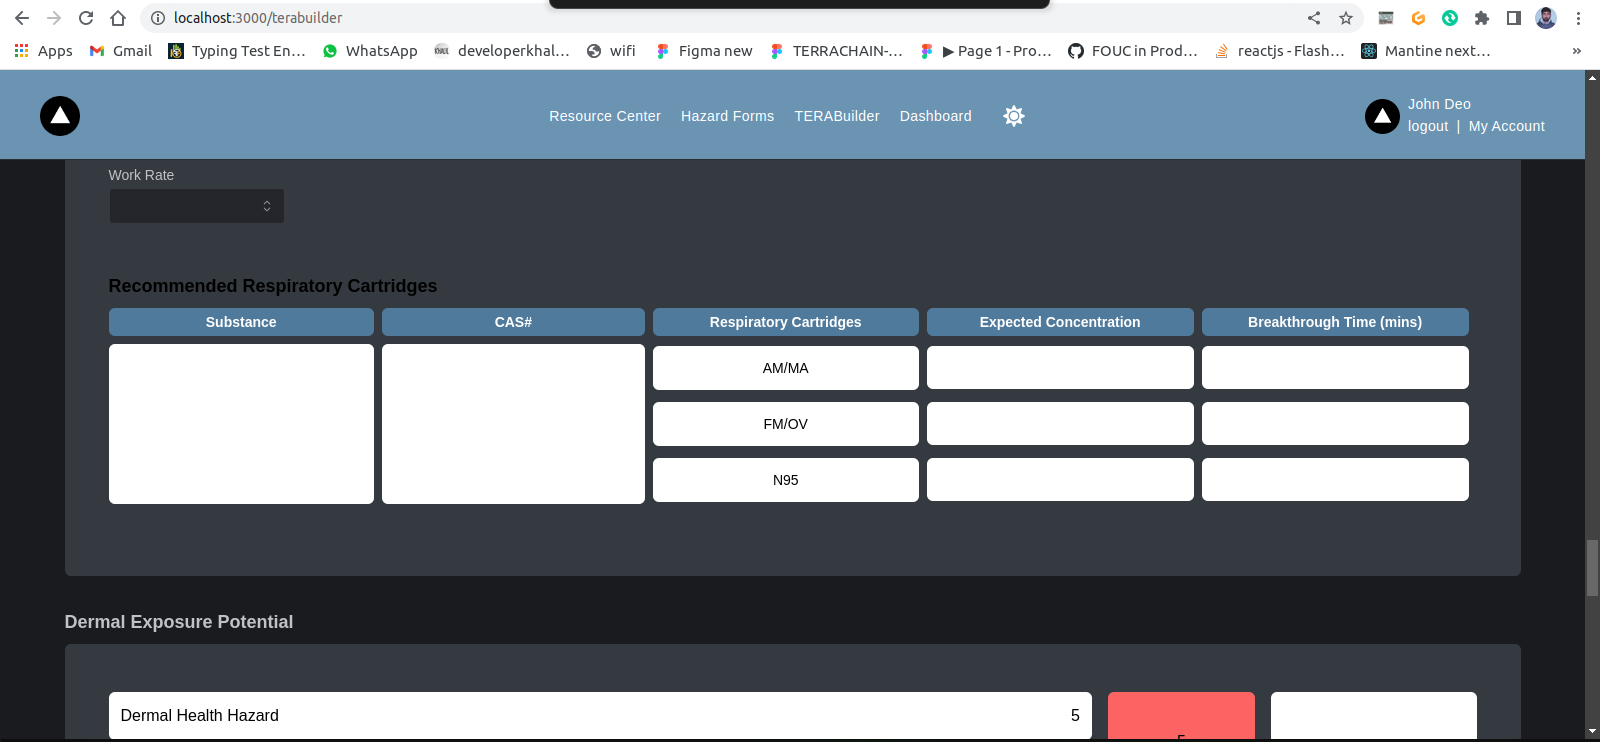 localhost:3000/terabuilder
Apps Gmail Typing Test En... WhatsApp developerkhal... wifi Figma new TERRACHAIN-... ▶ Page 1 - Pro... FOUC in Prod... reactjs - Flash... Mantine next... »
Resource Center Hazard Forms TERABuilder Dashboard
John Deo
logout | My Account
Work Rate
Recommended Respiratory Cartridges
Substance CAS# Respiratory Cartridges Expected Concentration Breakthrough Time (mins)
AM/MA
FM/OV
N95
Dermal Exposure Potential
Dermal Health Hazard 5